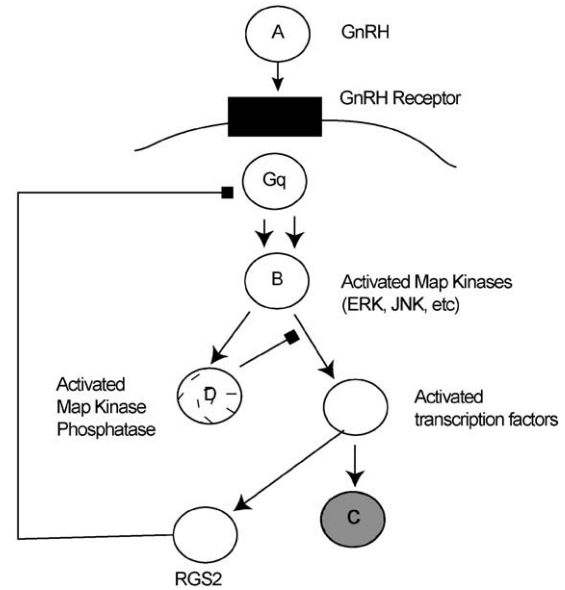 A
GnRH
GnRH Receptor
Gq
B
Activated Map Kinases
(ERK, JNK, etc)
Activated
Map Kinase
Phosphatase
D
Activated
transcription factors
C
RGS2